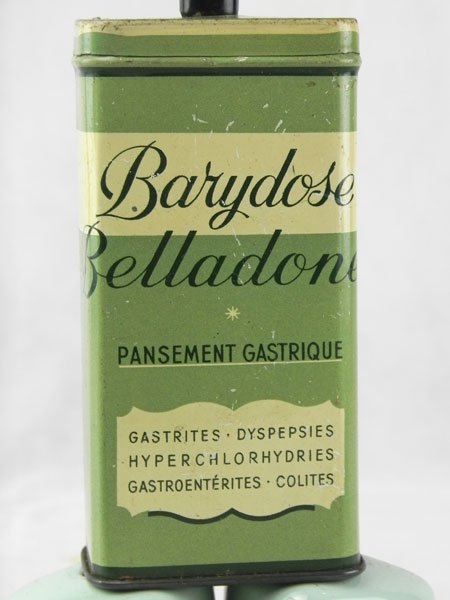 Barydose
Belladone
PANSEMENT GASTRIQUE
GASTRITES · DYSPEPSIES
HYPERCHLORHYDRIES
GASTROENTÉRITES · COLITES